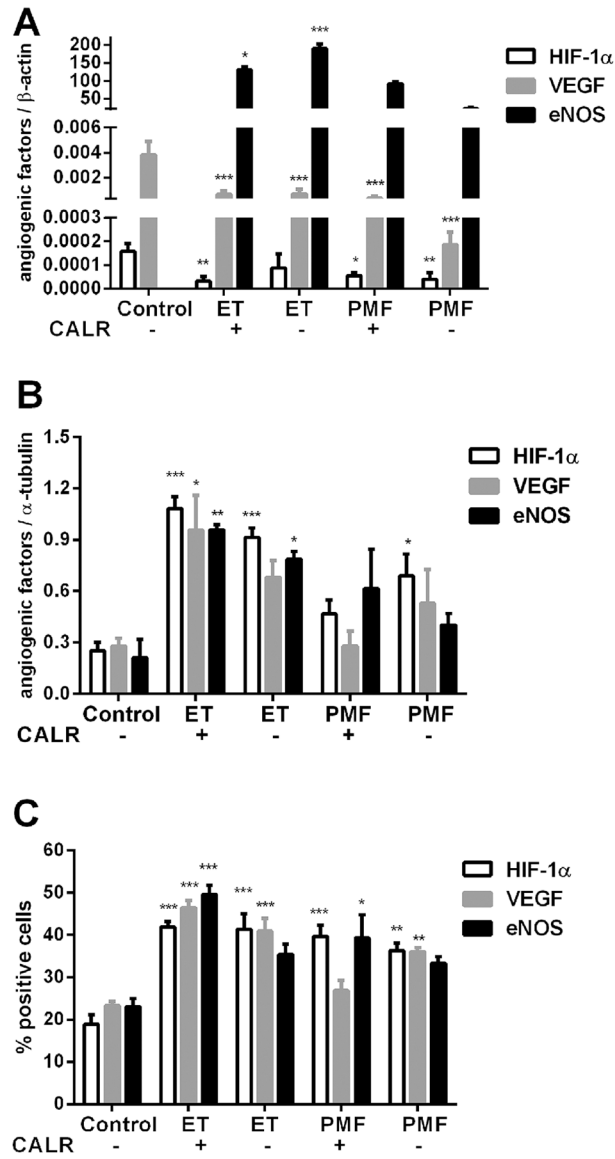 A
angiogenic factors / β-actin
200
150
100
50
0.006
0.004
0.002
0.0003
0.0002
0.0001
0.0000
* *** *** *** *** *** ** * **
HIF-1α
VEGF
eNOS
Control ET ET PMF PMF
CALR - + - + -
B
angiogenic factors / α-tubulin
1.5
1.2
0.9
0.6
0.3
0.0
*** * ** *** * *
HIF-1α
VEGF
eNOS
Control ET ET PMF PMF
CALR - + - + -
C
% positive cells
60
50
40
30
20
10
0
*** *** *** *** *** *** * ** **
HIF-1α
VEGF
eNOS
Control ET ET PMF PMF
CALR - + - + -